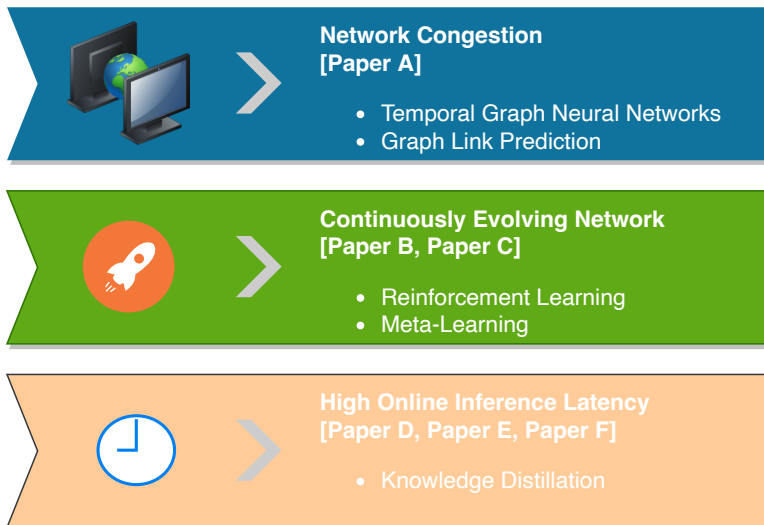 Network Congestion
[Paper A]
• Temporal Graph Neural Networks
• Graph Link Prediction
Continuously Evolving Network
[Paper B, Paper C]
• Reinforcement Learning
• Meta-Learning
High Online Inference Latency
[Paper D, Paper E, Paper F]
• Knowledge Distillation